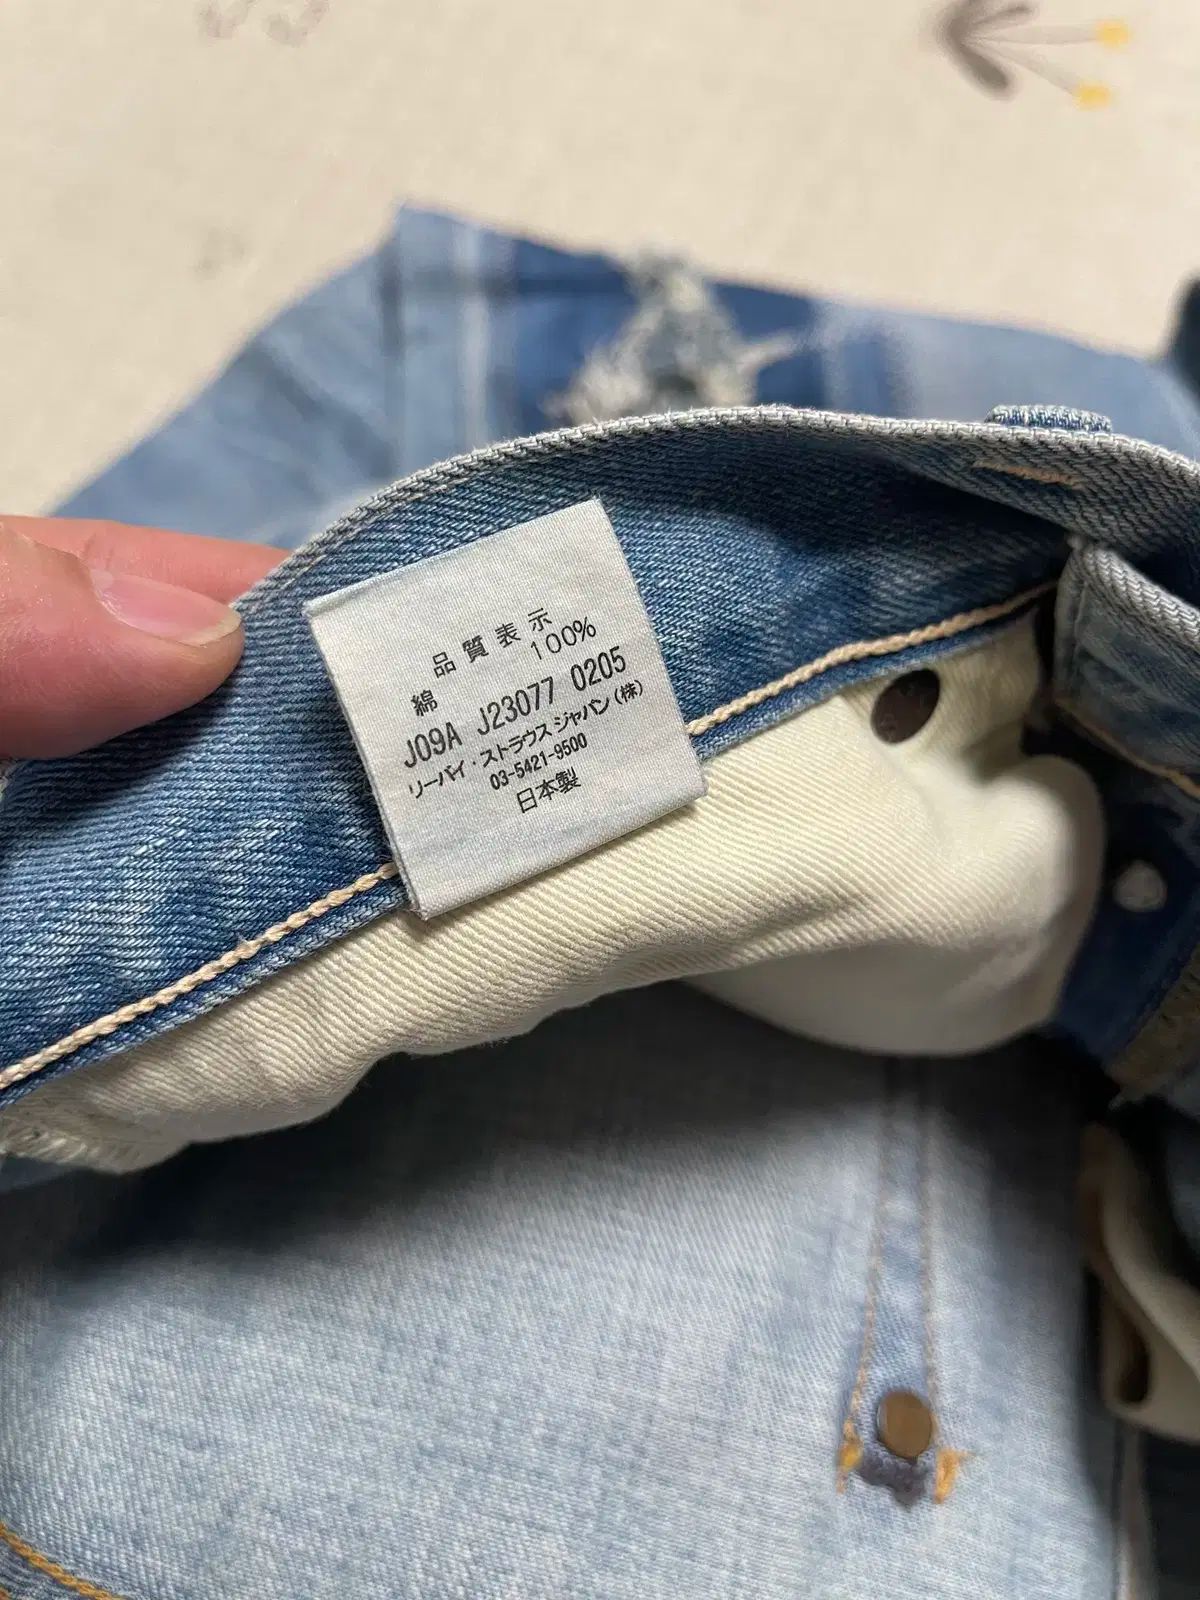 品質表示
綿 100%
J09A J23077 0205
リーバイ・ストラウス ジャパン(株)
03-5421-9500
日本製